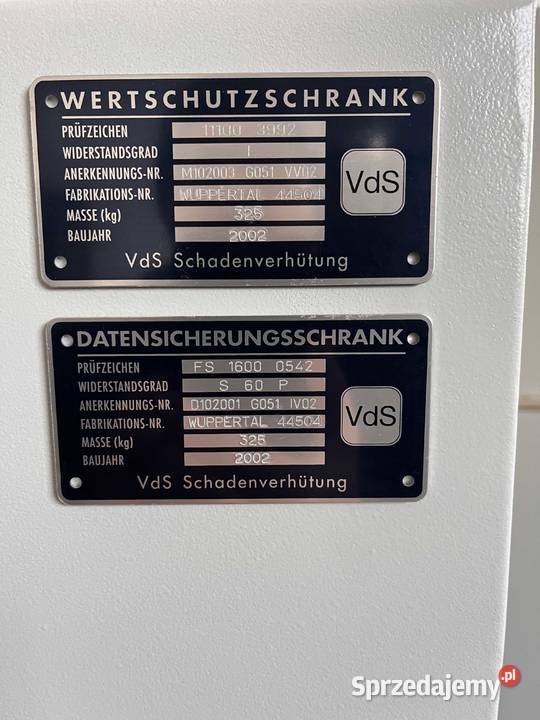 WERTSCHUTZSCHRANK
PRÜFZEICHEN 11100 3992
WIDERSTANDSGRAD I
ANERKENNUNGS-NR. M102003 G051 VV02
FABRIKATIONS-NR. WUPPERTAL 44504
MASSE (kg) 325
BAUJAHR 2002
VdS
VdS Schadenverhütung
DATENSICHERUNGSSCHRANK
PRÜFZEICHEN FS 1600 0542
WIDERSTANDSGRAD S 60 P
ANERKENNUNGS-NR. 0102001 G051 IV02
FABRIKATIONS-NR. WUPPERTAL 44504
MASSE (kg) 325
BAUJAHR 2002
VdS
VdS Schadenverhütung
Sprzedajemy.pl